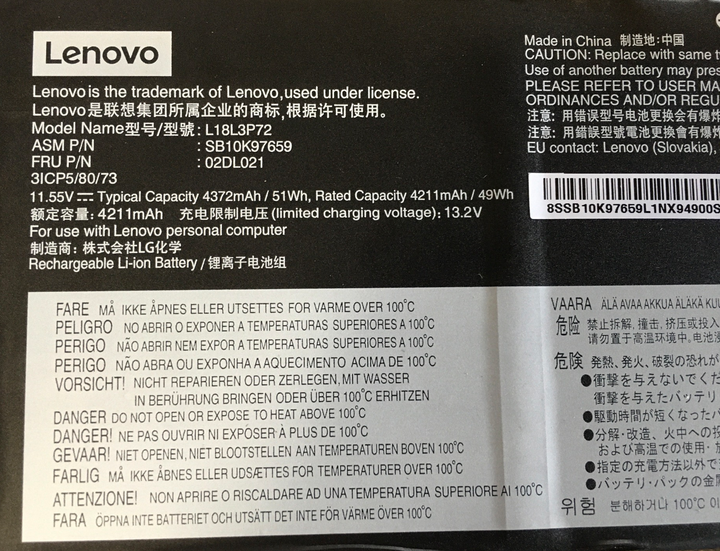 Lenovo
Lenovo is the trademark of Lenovo,used under license.
Lenovo是联想集团所属企业的商标,根据许可使用。
Model Name型号/型號: L18L3P72
ASM P/N : SB10K97659
FRU P/N : 02DL021
3ICP5/80/73
11.55V⎓ Typical Capacity 4372mAh / 51Wh, Rated Capacity 4211mAh / 49Wh
额定容量: 4211mAh 充电限制电压(limited charging voltage): 13.2V
For use with Lenovo personal computer
制造商: 株式会社LG化学
Rechargeable Li-ion Battery / 锂离子电池组
Made in China 制造地:中国
CAUTION: Replace with same
Use of another battery may
PLEASE REFER TO USER
ORDINANCES AND/OR
注意: 用错误型号电池更换会有爆炸
注意: 用錯誤型號電池更換會有爆炸
EU contact: Lenovo (Slovakia),
8SSB10K97659L1NX94900S
FARE MÅ IKKE ÅPNES ELLER UTSETTES FOR VARME OVER 100°C
PELIGRO NO ABRIR O EXPONER A TEMPERATURAS SUPERIORES A 100°C
PERIGO NÃO ABRIR NEM EXPOR A TEMPERATURAS SUPERIORES A 100°C
PERIGO NÃO ABRA OU EXPONHA A AQUECIMENTO ACIMA DE 100°C
VORSICHT! NICHT REPARIEREN ODER ZERLEGEN, MIT WASSER
IN BERÜHRUNG BRINGEN ODER ÜBER 100°C ERHITZEN
DANGER DO NOT OPEN OR EXPOSE TO HEAT ABOVE 100°C
DANGER! NE PAS OUVRIR NI EXPOSER À PLUS DE 100°C
GEVAAR! NIET OPENEN, NIET BLOOTSTELLEN AAN TEMPERATUREN BOVEN 100°C
FARLIG MÅ IKKE ÅBNES ELLER UDSÆTTES FOR TEMPERATURER OVER 100°C
ATTENZIONE! NON APRIRE O RISCALDARE AD UNA TEMPERATURA SUPERIORE AI 100°C
FARA ÖPPNA INTE BATTERIET OCH UTSÄTT DET INTE FÖR VÄRME ÖVER 100°C
VAARA ÄLÄ AVAA AKKUA ÄLÄKÄ
危险 禁止拆解, 撞击, 挤压或投入
请勿置于高温环境中。电池
危険 発熱、発火、破裂の恐れが
●衝撃を与えないでくだ
衝撃を与えたバッテリ
●駆動時間が短くなった
●分解・改造、火中への
および高温での使用・
●指定の充電方法以外で
●バッテリ・パックの金
위험 분해하거나 100°C